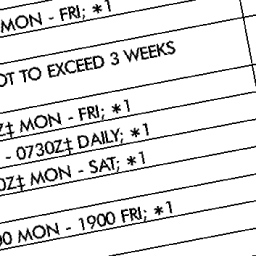 MON - FRI; *1
OT TO EXCEED 3 WEEKS
Z‡ MON - FRI; *1
- 0730Z‡ DAILY; *1
0Z‡ MON - SAT; *1
00 MON - 1900 FRI; *1